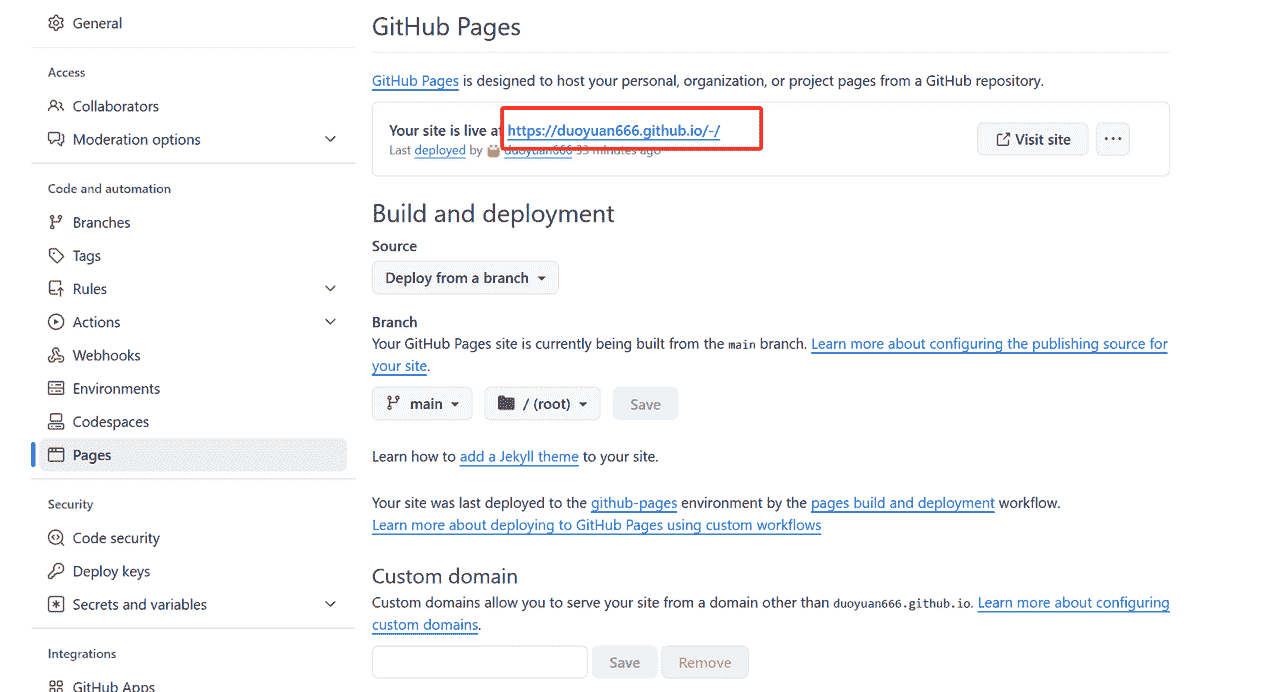 General
Access
Collaborators
Moderation options
Code and automation
Branches
Tags
Rules
Actions
Webhooks
Environments
Codespaces
Pages
Security
Code security
Deploy keys
Secrets and variables
Integrations
GitHub Apps
GitHub Pages
GitHub Pages is designed to host your personal, organization, or project pages from a GitHub repository.
Your site is live at https://duoyuan666.github.io/-/
Last deployed by duoyuan666 33 minutes ago
Visit site
Build and deployment
Source
Deploy from a branch
Branch
Your GitHub Pages site is currently being built from the main branch. Learn more about configuring the publishing source for
your site.
main / (root) Save
Learn how to add a Jekyll theme to your site.
Your site was last deployed to the github-pages environment by the pages build and deployment workflow.
Learn more about deploying to GitHub Pages using custom workflows
Custom domain
Custom domains allow you to serve your site from a domain other than duoyuan666.github.io. Learn more about configuring
custom domains.
Save Remove